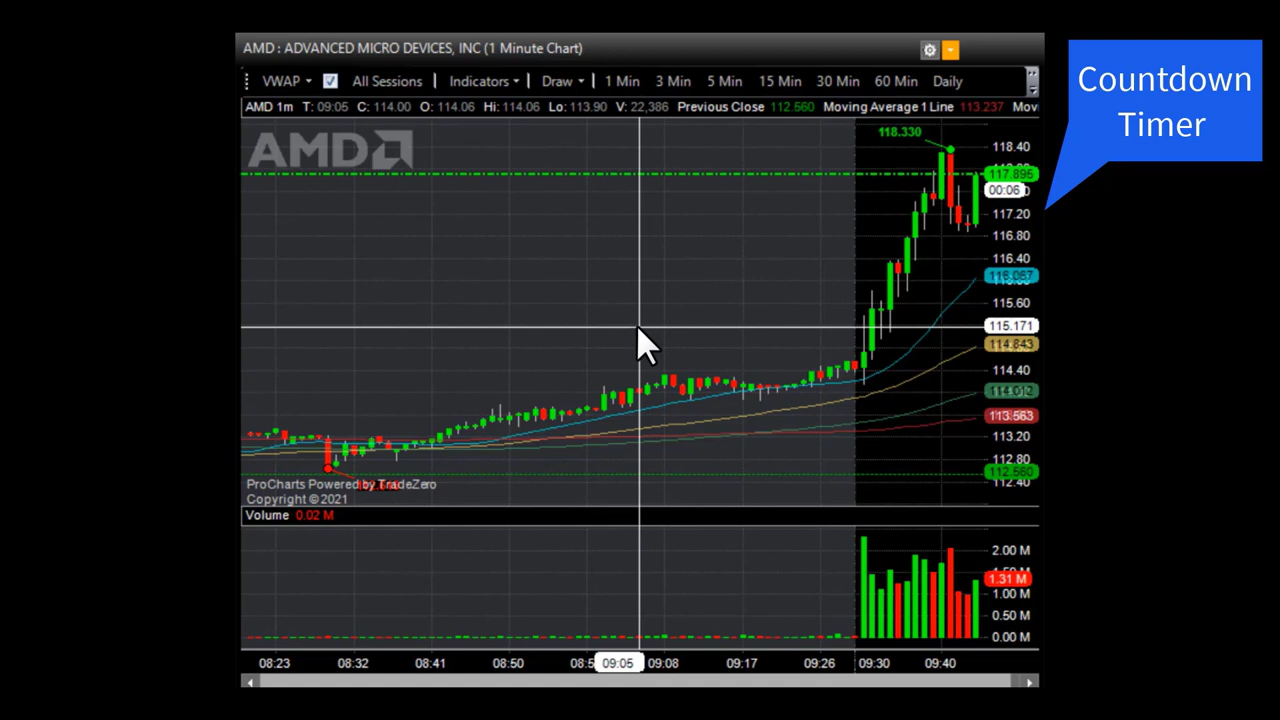 AMD : ADVANCED MICRO DEVICES, INC (1 Minute Chart)
Countdown
Timer
VWAP All Sessions Indicators Draw 1 Min 3 Min 5 Min 15 Min 30 Min 60 Min Daily
AMD 1m T: 09:05 C: 114.00 O: 114.06 Hi: 114.06 Lo: 113.90 V: 22,386 Previous Close 112.560 Moving Average 1 Line 113.237 Movi
AMD
118.330
118.40
117.895
00:06
117.20
116.80
116.40
116.067
115.60
115.171
114.843
114.40
114.012
113.563
113.20
112.80
112.560
112.40
ProCharts Powered by TradeZero
Copyright © 2021
Volume 0.02 M
2.00 M
1.31 M
1.00 M
0.50 M
0.00 M
08:23 08:32 08:41 08:50 09:05 09:08 09:17 09:26 09:30 09:40